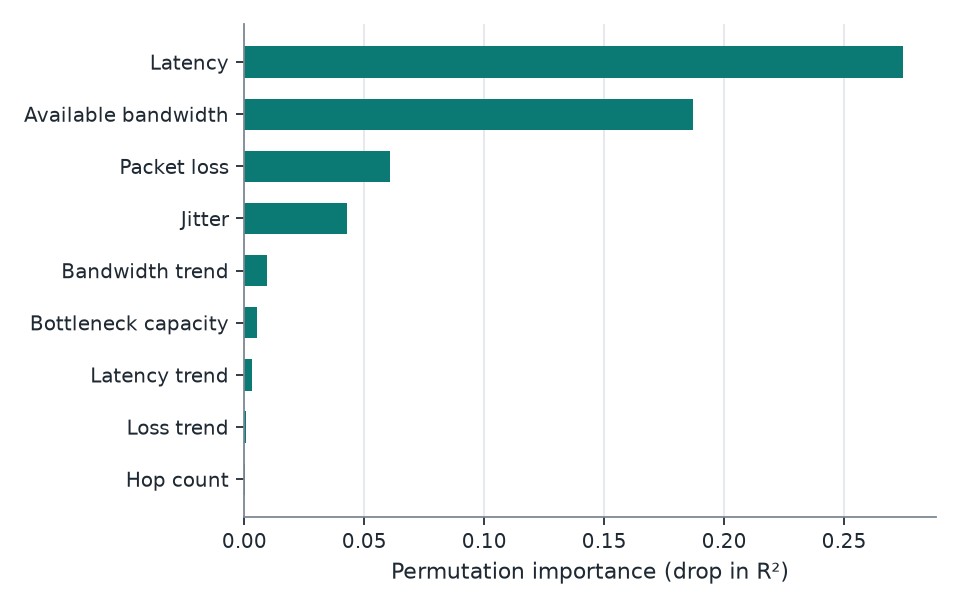 Latency
Available bandwidth
Packet loss
Jitter
Bandwidth trend
Bottleneck capacity
Latency trend
Loss trend
Hop count
0.00 0.05 0.10 0.15 0.20 0.25
Permutation importance (drop in R²)